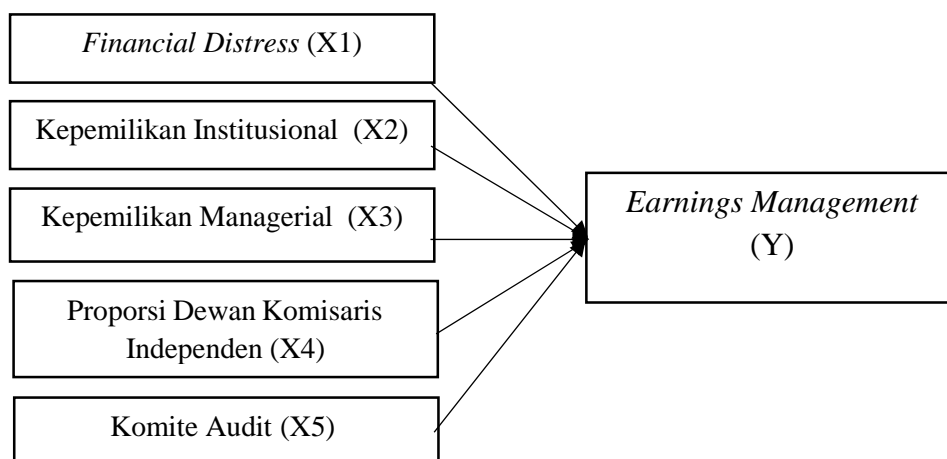 Financial Distress (X1)
Kepemilikan Institusional (X2)
Kepemilikan Managerial (X3)
Proporsi Dewan Komisaris
Independen (X4)
Komite Audit (X5)
Earnings Management
(Y)